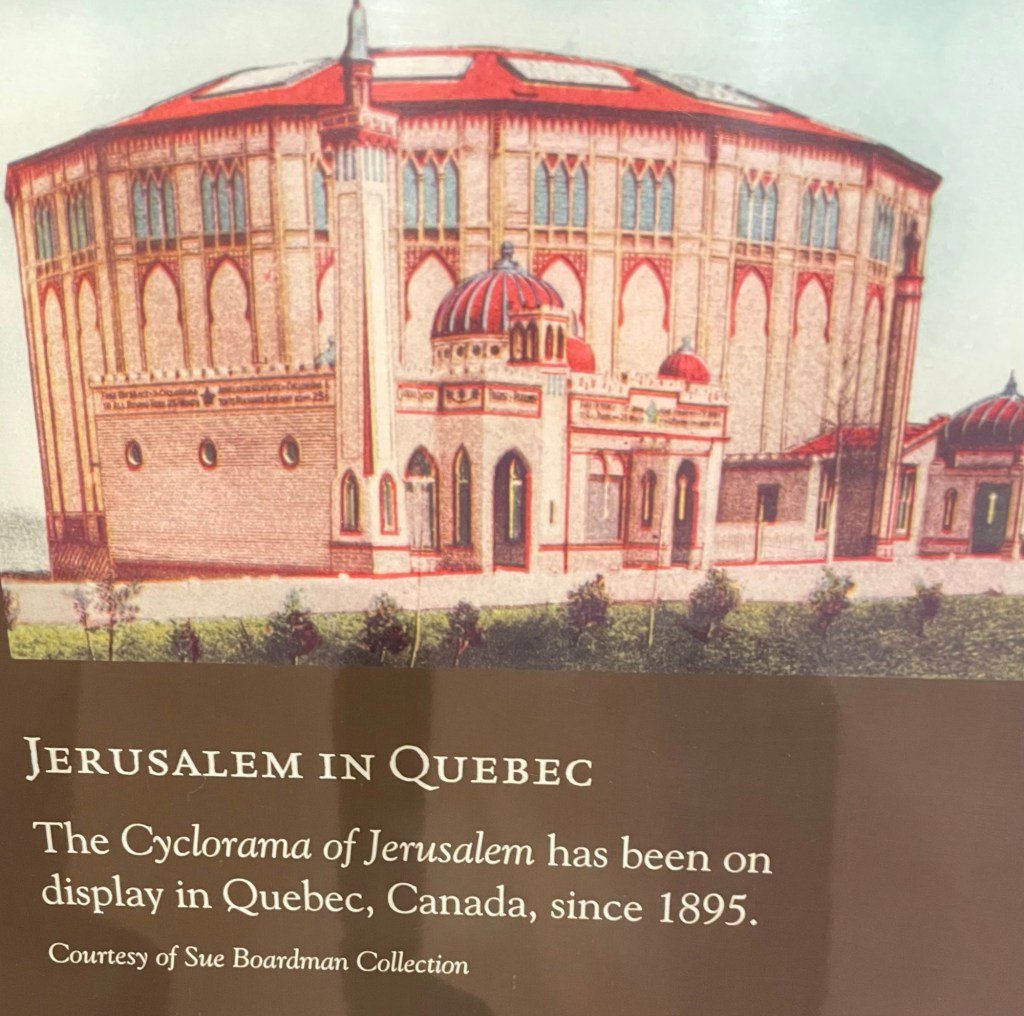 JERUSALEM IN QUEBEC
The Cyclorama of Jerusalem has been on
display in Quebec, Canada, since 1895.
Courtesy of Sue Boardman Collection